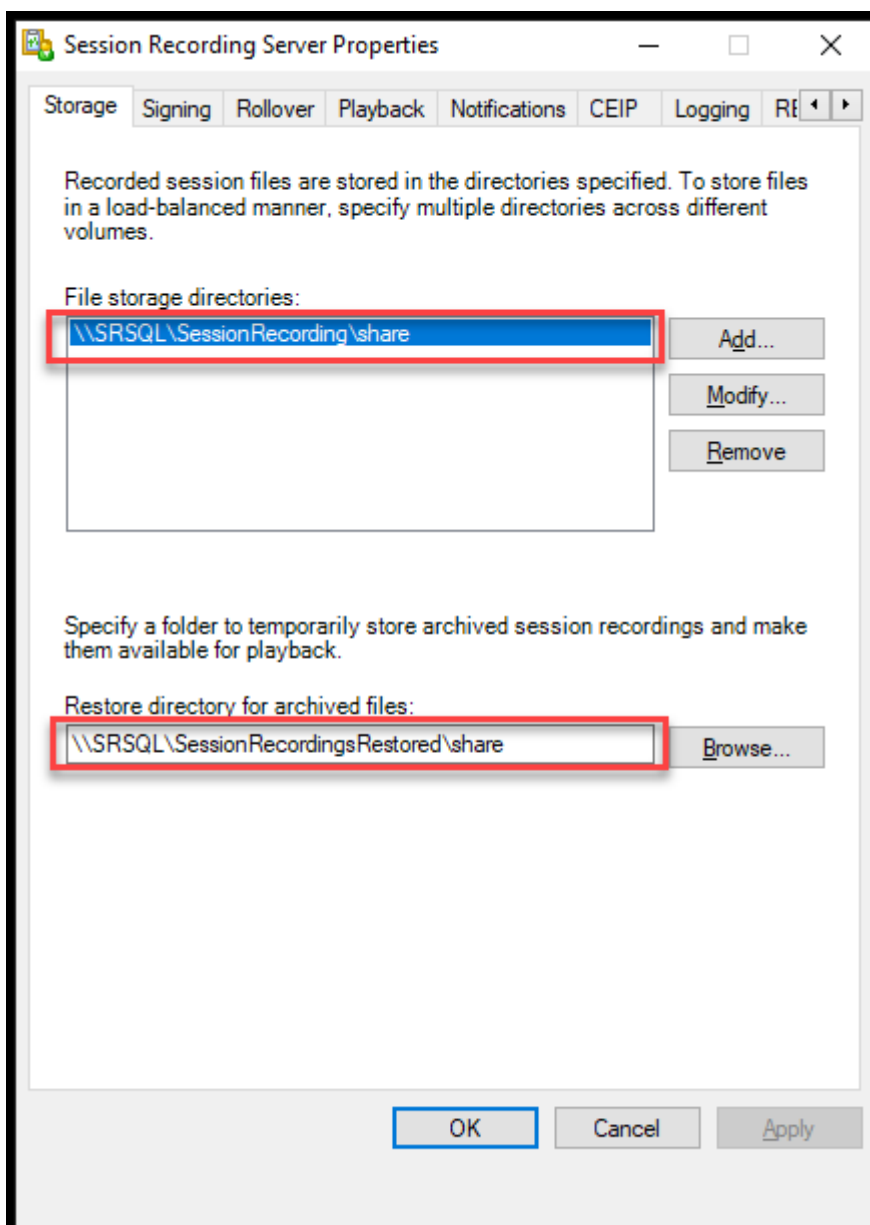 Session Recording Server Properties
Storage Signing Rollover Playback Notifications CEIP Logging
Recorded session files are stored in the directories specified. To store files
in a load-balanced manner, specify multiple directories across different
volumes.
File storage directories:
\\SRSQL\SessionRecording\share
Add...
Modify...
Remove
Specify a folder to temporarily store archived session recordings and make
them available for playback.
Restore directory for archived files:
\\SRSQL\SessionRecordingsRestored\share
Browse...
OK Cancel Apply